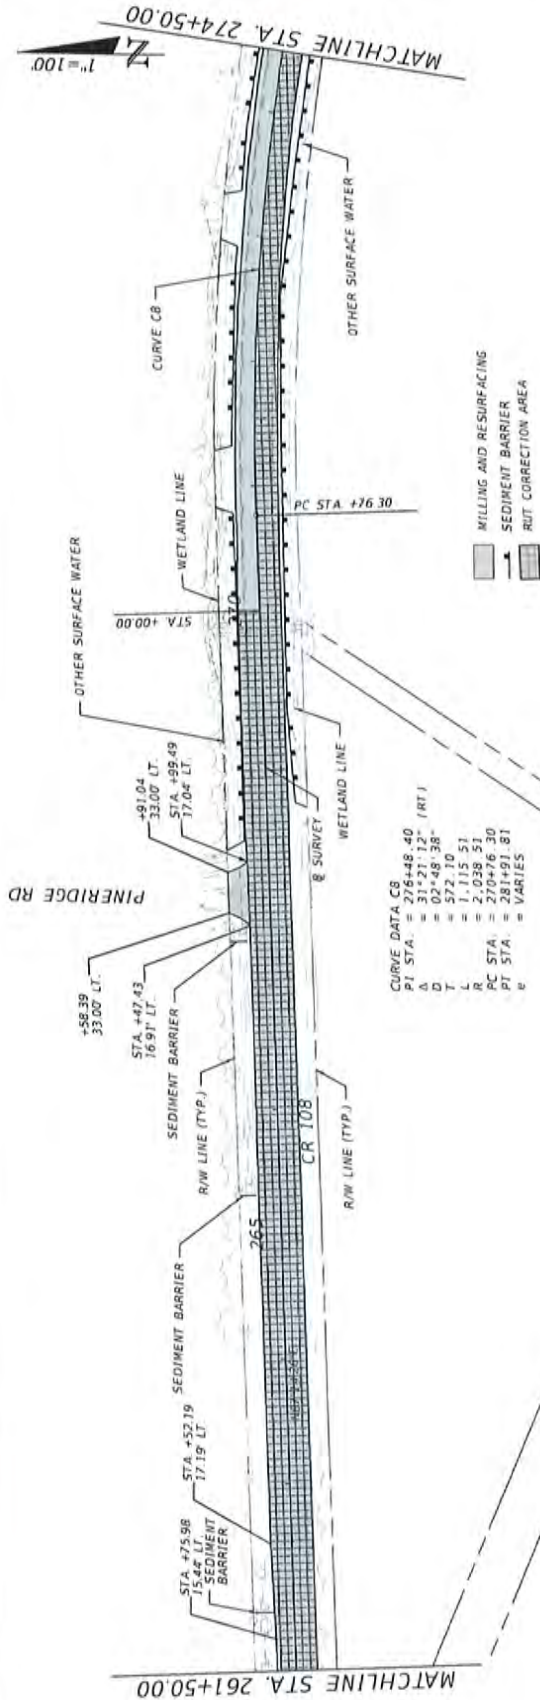 MATCHLINE STA. 274+50.00
1"=100'
N
CURVE C8
OTHER SURFACE WATER
WETLAND LINE
PC STA. +76.30
STA. +00.00
270
OTHER SURFACE WATER
MILLING AND RESURFACING
SEDIMENT BARRIER
RUT CORRECTION AREA
+91.04
33.00' LT.
STA. +99.49
17.04' LT.
WETLAND LINE
℄ SURVEY
PINERIDGE RD
+58.39
33.00' LT.
STA. +47.43
16.91' LT.
SEDIMENT BARRIER
R/W LINE (TYP.)
CR 108
R/W LINE (TYP.)
CURVE DATA C8
PI STA. = 276+48.40
Δ = 31°21'12" (RT)
D = 02°48'38"
T = 572.10
L = 1,115.51
R = 2,038.51
PC STA. = 270+76.30
PT STA. = 281+91.81
e = VARIES
265
SEDIMENT BARRIER
STA. +52.19
17.19' LT
STA. +75.98
15.44' LT.
SEDIMENT
BARRIER
MATCHLINE STA. 261+50.00